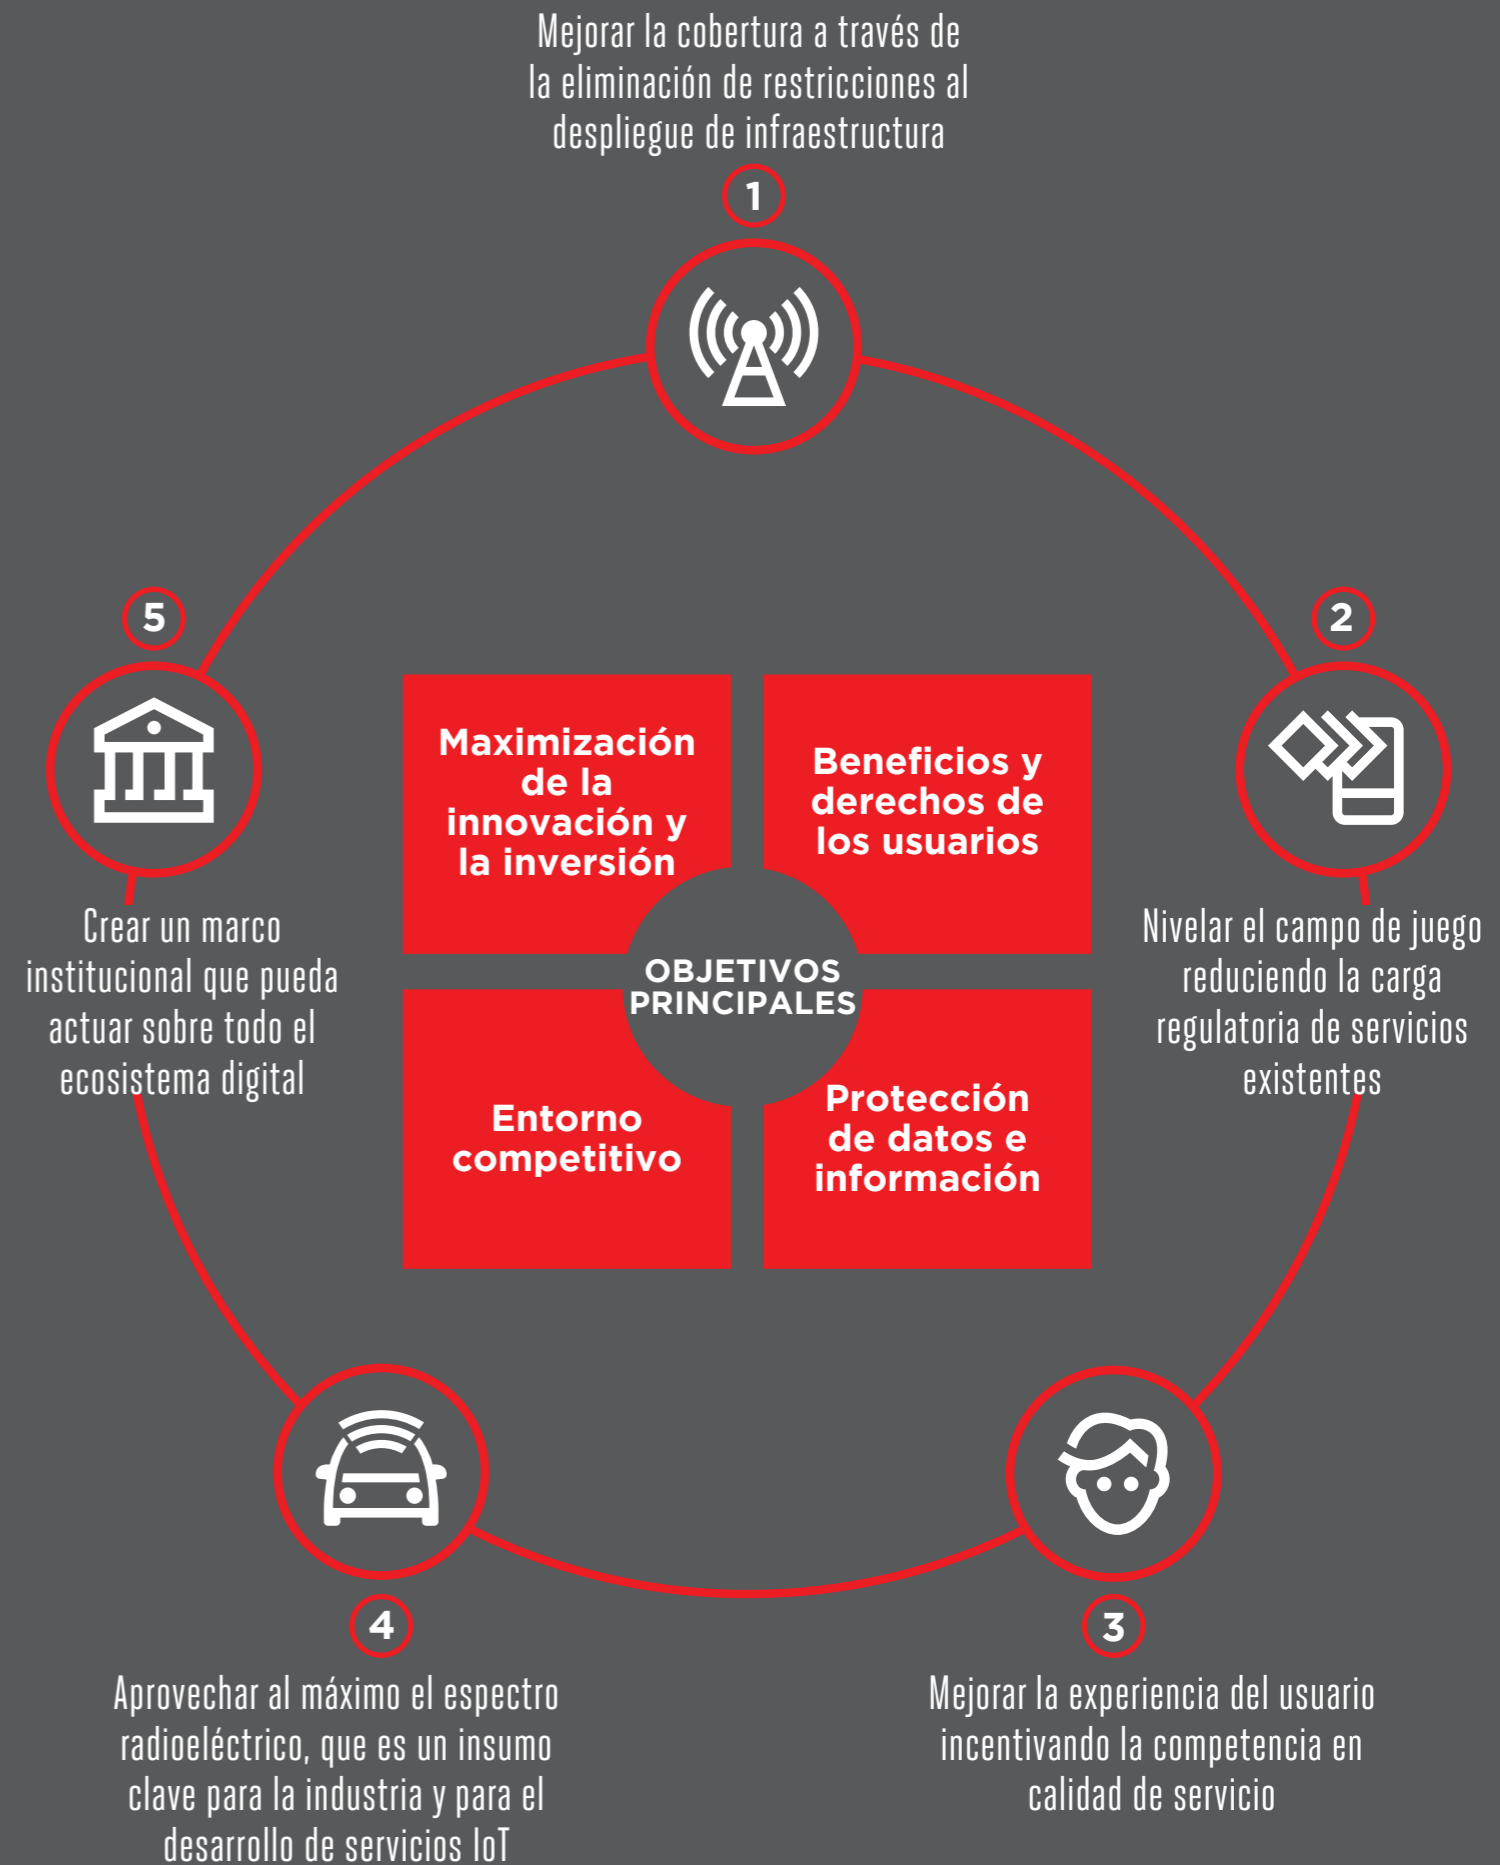 Mejorar la cobertura a través de
la eliminación de restricciones al
despliegue de infraestructura
1
2
Nivelar el campo de juego
reduciendo la carga
regulatoria de servicios
existentes
3
Mejorar la experiencia del usuario
incentivando la competencia en
calidad de servicio
4
Aprovechar al máximo el espectro
radioeléctrico, que es un insumo
clave para la industria y para el
desarrollo de servicios IoT
5
Crear un marco
institucional que pueda
actuar sobre todo el
ecosistema digital
Maximización
de la
innovación y
la inversión
Beneficios y
derechos de
los usuarios
OBJETIVOS
PRINCIPALES
Entorno
competitivo
Protección
de datos e
información